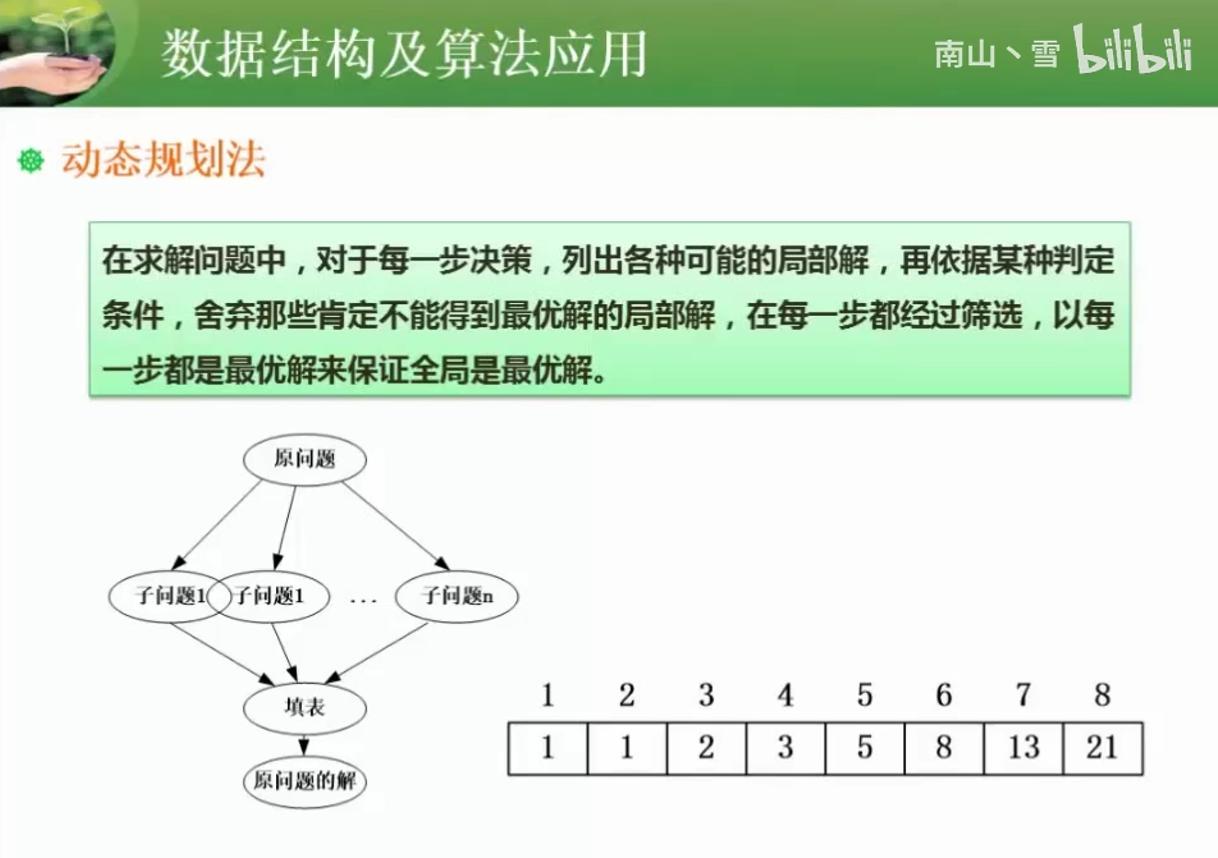 数据结构及算法应用
南山丶雪 bilibili
动态规划法
在求解问题中，对于每一步决策，列出各种可能的局部解，再依据某种判定
条件，舍弃那些肯定不能得到最优解的局部解，在每一步都经过筛选，以每
一步都是最优解来保证全局是最优解。
原问题
子问题1 子问题1 ... 子问题n
填表
原问题的解
1 2 3 4 5 6 7 8
1 1 2 3 5 8 13 21